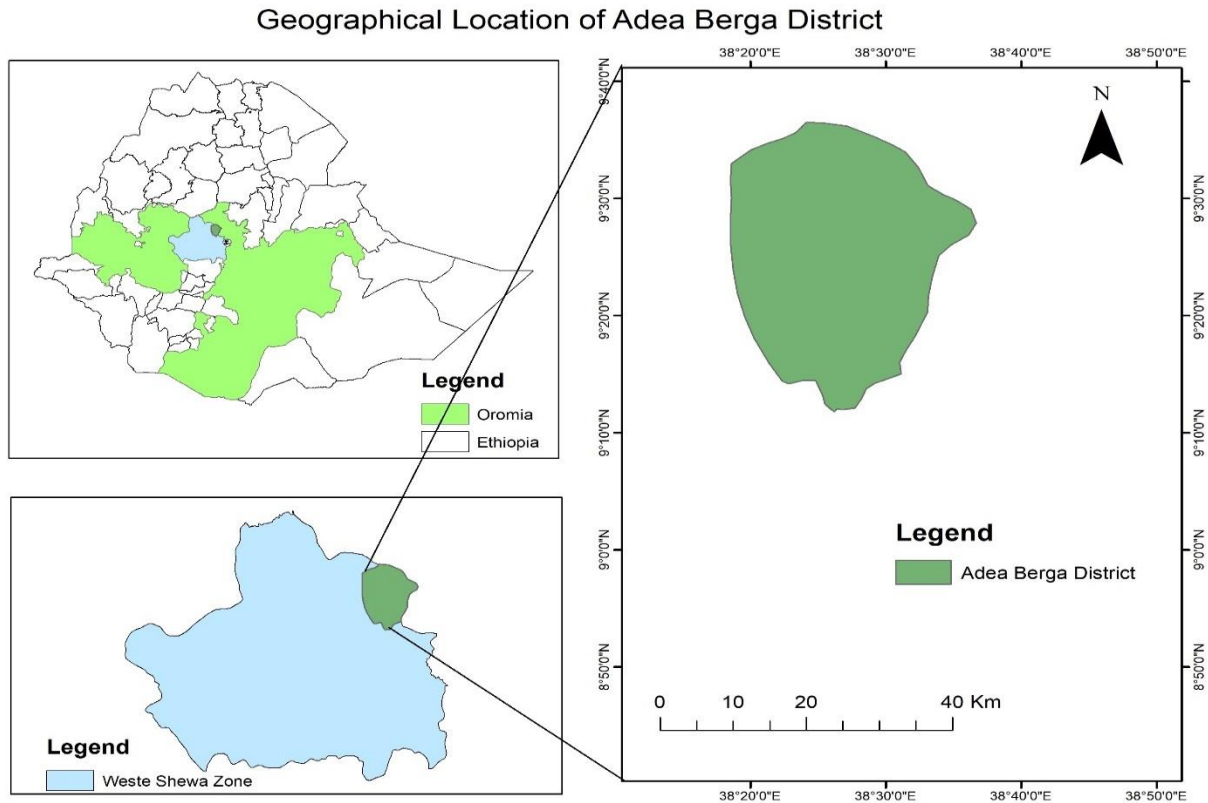 Geographical Location of Adea Berga District
Legend
Oromia
Ethiopia
Legend
Weste Shewa Zone
38°20'0"E 38°30'0"E 38°40'0"E 38°50'0"E
9°40'0"N
9°30'0"N
9°20'0"N
9°10'0"N
9°0'0"N
8°50'0"N
N
9°40'0"N
9°30'0"N
9°20'0"N
9°10'0"N
9°0'0"N
8°50'0"N
Legend
Adea Berga District
0 10 20 40 Km
38°20'0"E 38°30'0"E 38°40'0"E 38°50'0"E